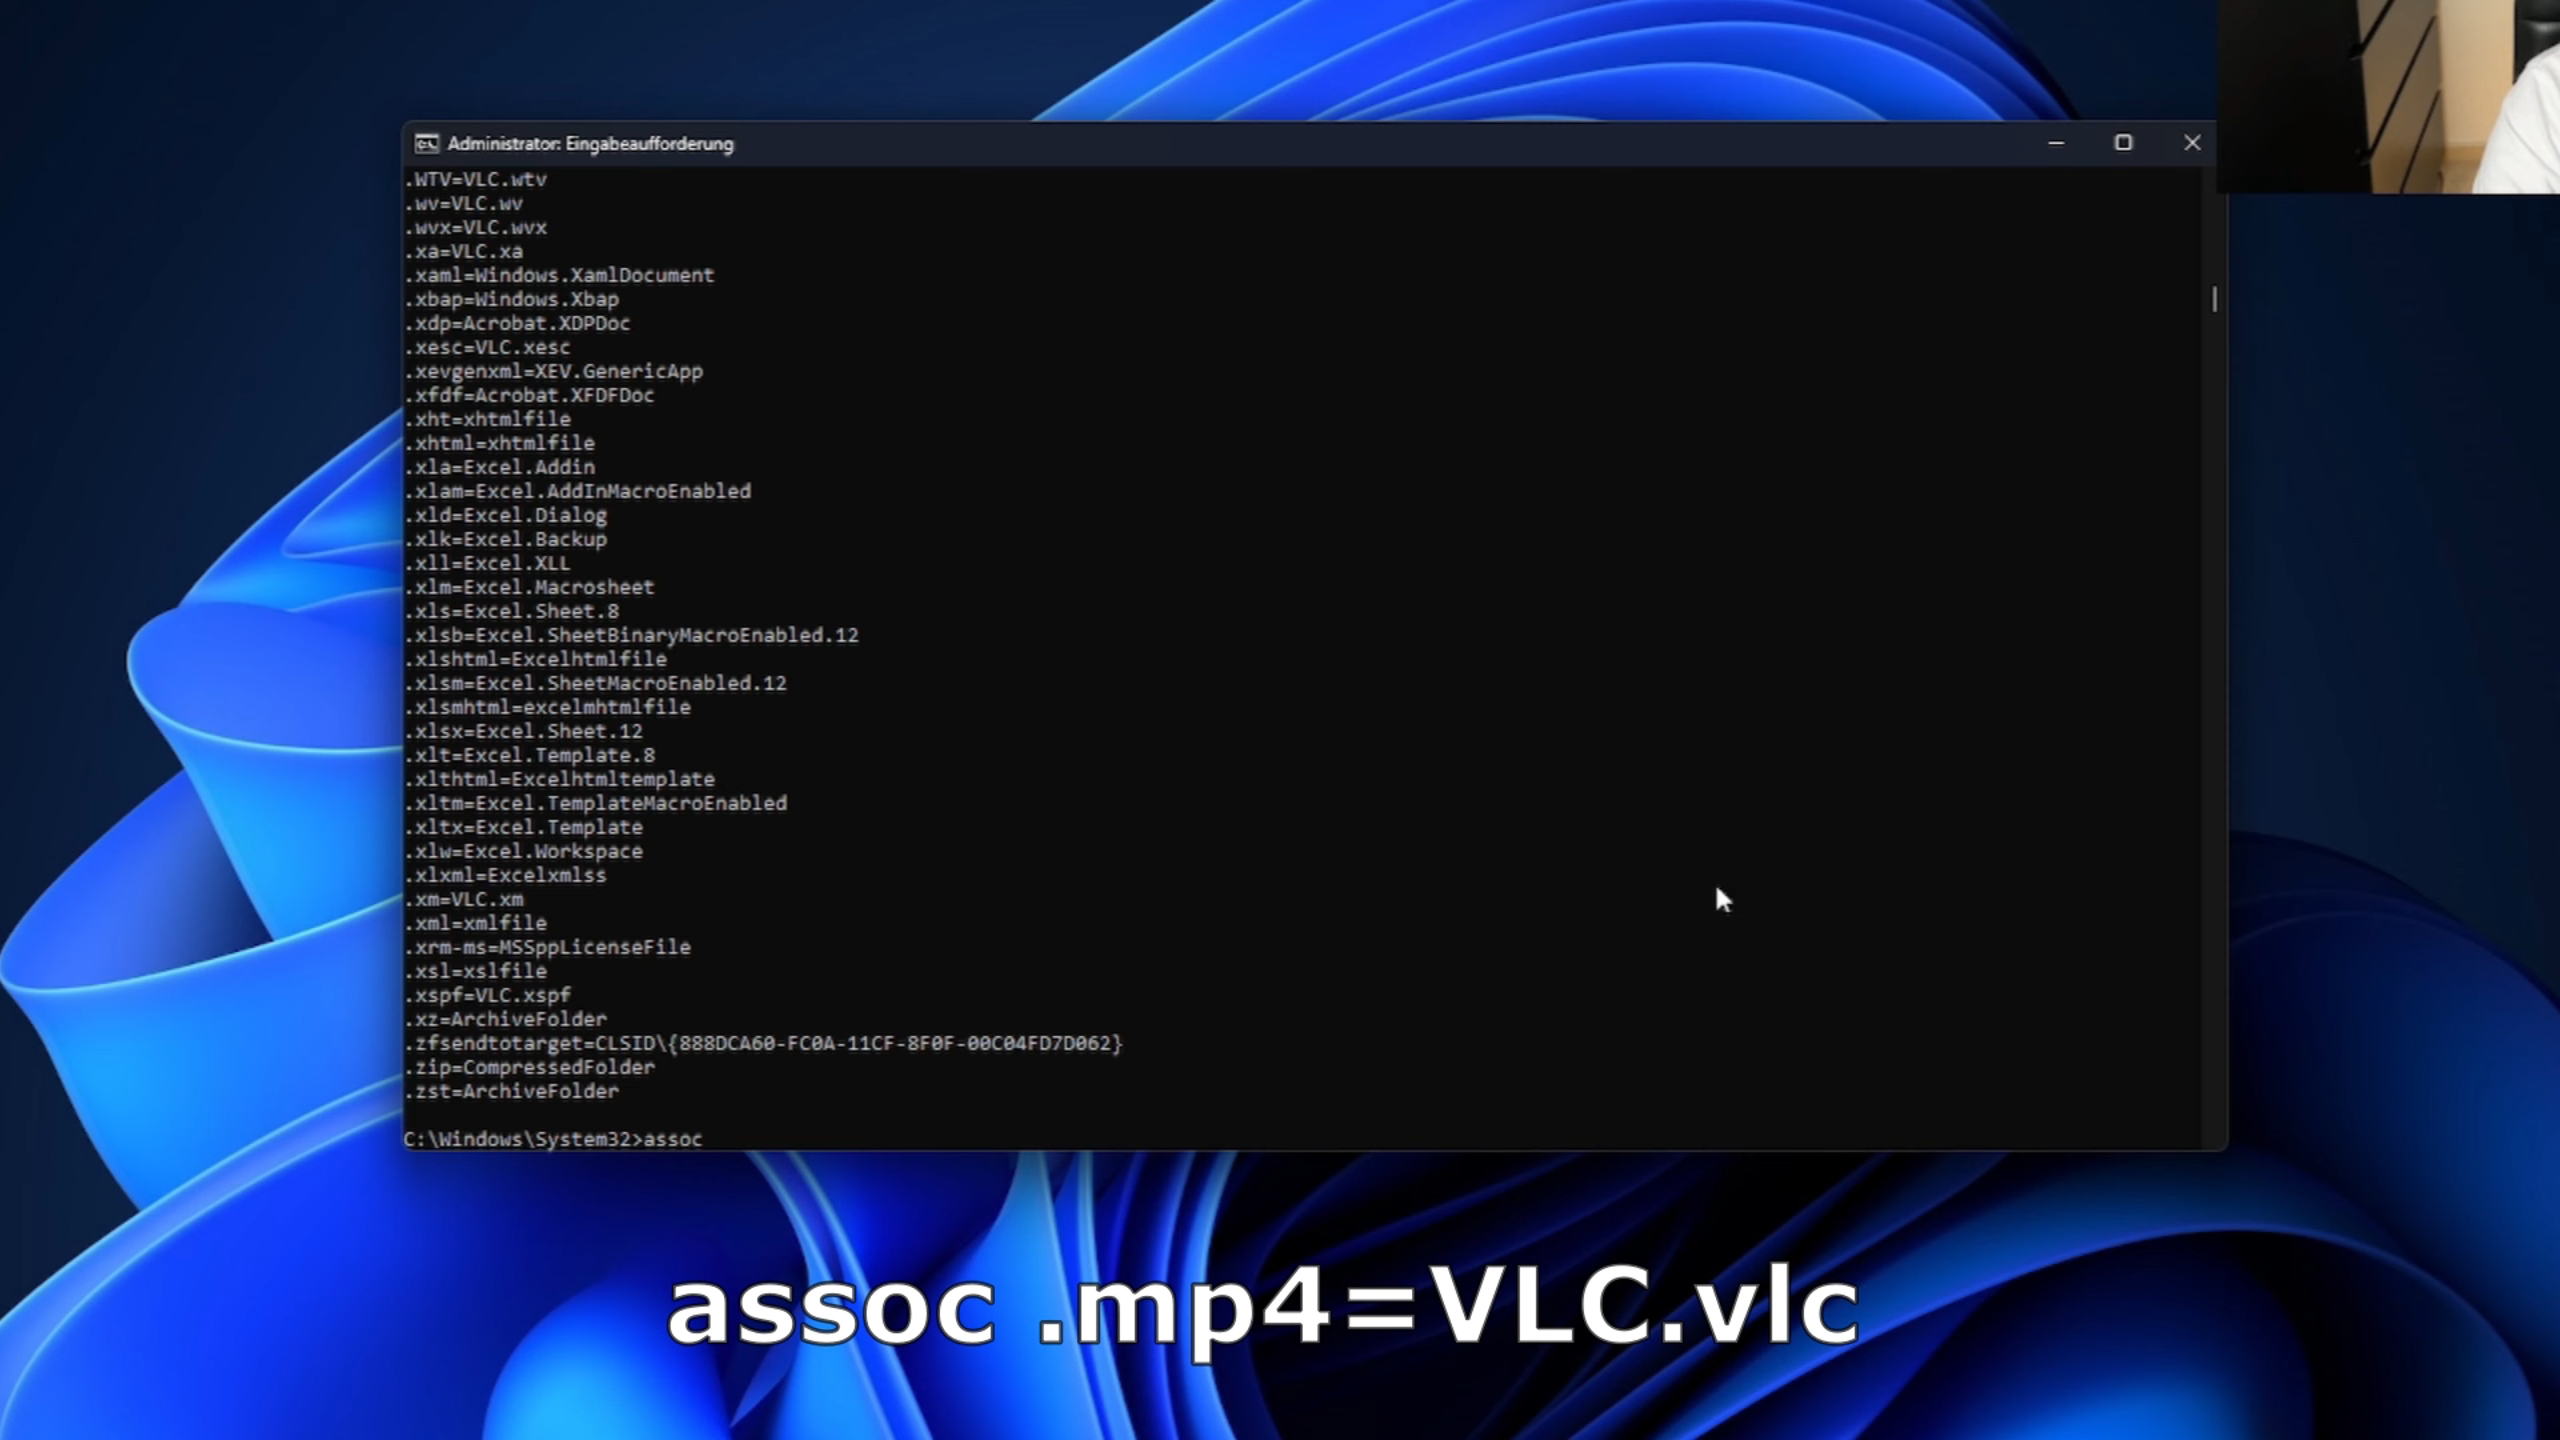 Administrator: Eingabeaufforderung
.WTV=VLC.wtv
.wv=VLC.wv
.wvx=VLC.wvx
.xa=VLC.xa
.xaml=Windows.XamlDocument
.xbap=Windows.Xbap
.xdp=Acrobat.XDPDoc
.xesc=VLC.xesc
.xevgenxml=XEV.GenericApp
.xfdf=Acrobat.XFDFDoc
.xht=xhtmlfile
.xhtml=xhtmlfile
.xla=Excel.Addin
.xlam=Excel.AddInMacroEnabled
.xld=Excel.Dialog
.xlk=Excel.Backup
.xll=Excel.XLL
.xlm=Excel.Macrosheet
.xls=Excel.Sheet.8
.xlsb=Excel.SheetBinaryMacroEnabled.12
.xlshtml=Excelhtmlfile
.xlsm=Excel.SheetMacroEnabled.12
.xlsmhtml=excelmhtmlfile
.xlsx=Excel.Sheet.12
.xlt=Excel.Template.8
.xlthtml=Excelhtmltemplate
.xltm=Excel.TemplateMacroEnabled
.xltx=Excel.Template
.xlw=Excel.Workspace
.xlxml=Excelxmlss
.xm=VLC.xm
.xml=xmlfile
.xrm-ms=MSSppLicenseFile
.xsl=xslfile
.xspf=VLC.xspf
.xz=ArchiveFolder
.zfsendtotarget=CLSID\{888DCA60-FC0A-11CF-8F0F-00C04FD7D062}
.zip=CompressedFolder
.zst=ArchiveFolder
C:\Windows\System32>assoc
assoc .mp4=VLC.vlc